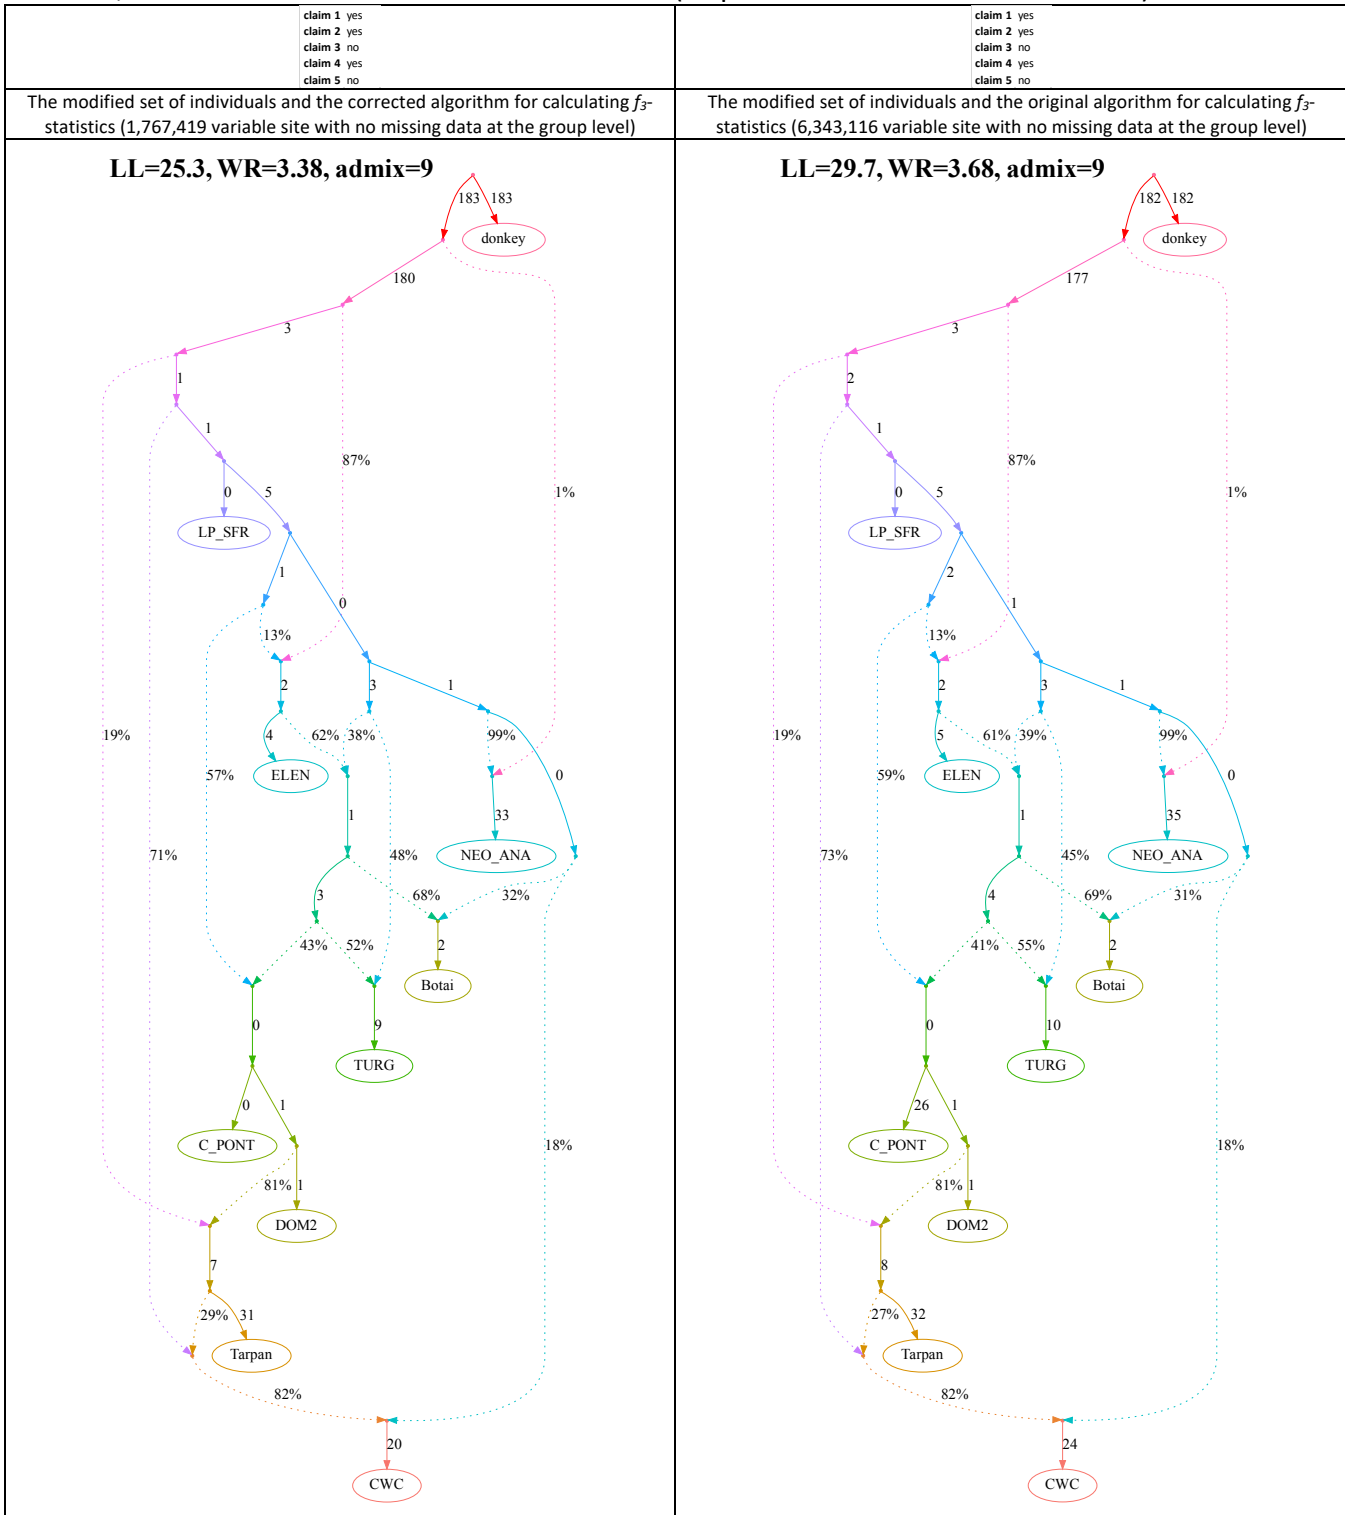 claim 1 yes
claim 2 yes
claim 3 no
claim 4 yes
claim 5 no
claim 1 yes
claim 2 yes
claim 3 no
claim 4 yes
claim 5 no
The modified set of individuals and the corrected algorithm for calculating f3-
statistics (1,767,419 variable site with no missing data at the group level)
The modified set of individuals and the original algorithm for calculating f3-
statistics (6,343,116 variable site with no missing data at the group level)
LL=25.3, WR=3.38, admix=9
183 183
donkey
180
3
1
1
87%
1%
0 5
LP_SFR
1
0
13%
2 3 1
19%
4 62% 38% 99%
57% ELEN 0
1 33
71% 48% NEO_ANA
3 68% 32%
43% 52% 2
Botai
0 9
TURG
0 1
C_PONT 18%
81% 1
DOM2
7
29% 31
Tarpan
82%
20
CWC
LL=29.7, WR=3.68, admix=9
182 182
donkey
177
3
2
1
87%
1%
0 5
LP_SFR
2
1
13%
2 3 1
19%
5 61% 39% 99%
59% ELEN 0
1 35
73% 45% NEO_ANA
4 69% 31%
41% 55% 2
Botai
0 10
TURG
26 1
C_PONT 18%
81% 1
DOM2
8
27% 32
Tarpan
82%
24
CWC